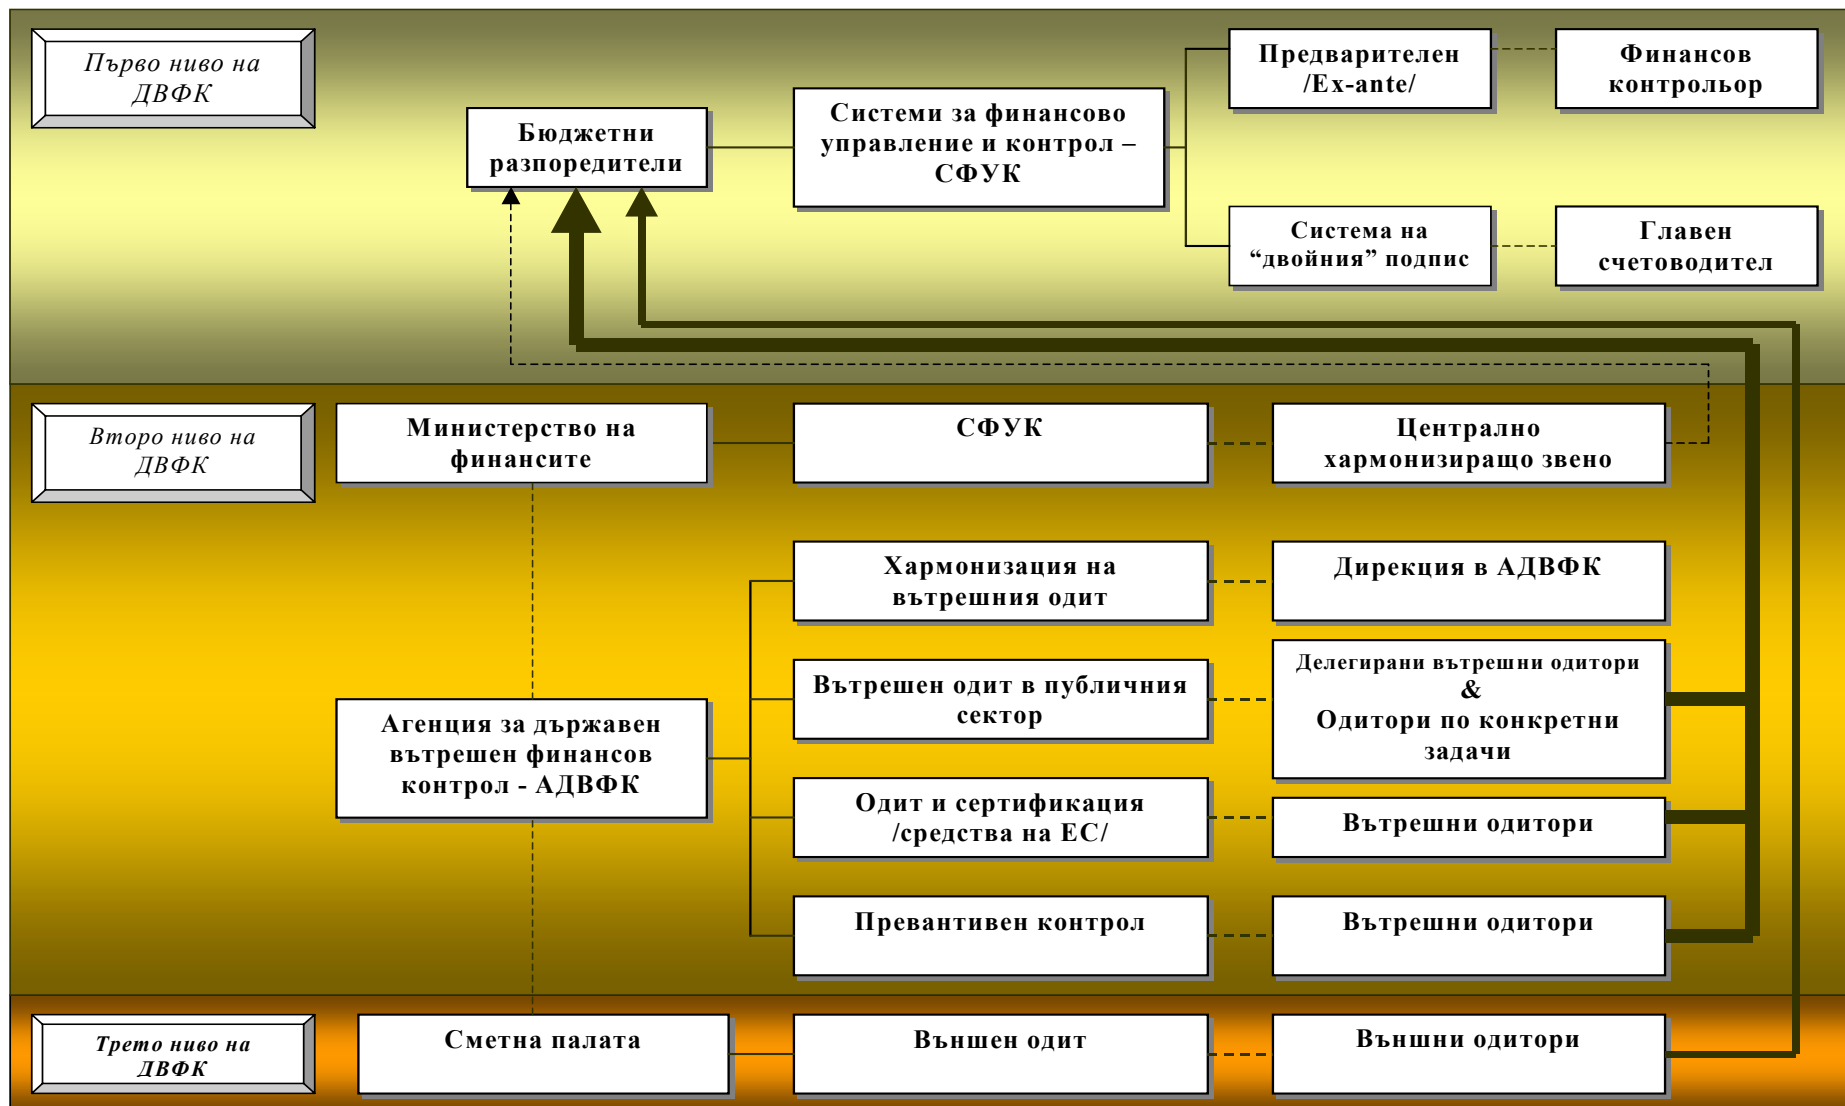 Първо ниво на
ДВФК
Бюджетни
разпоредители
Системи за финансово
управление и контрол –
СФУК
Предварителен
/Ex-ante/
Финансов
контрольор
Система на
“двойния” подпис
Главен
счетоводител
Второ ниво на
ДВФК
Министерство на
финансите
СФУК
Централно
хармонизиращо звено
Хармонизация на
вътрешния одит
Дирекция в АДВФК
Вътрешен одит в публичния
сектор
Делегирани вътрешни одитори
&
Одитори по конкретни
задачи
Агенция за държавен
вътрешен финансов
контрол - АДВФК
Одит и сертификация
/средства на ЕС/
Вътрешни одитори
Превантивен контрол
Вътрешни одитори
Трето ниво на
ДВФК
Сметна палата
Външен одит
Външни одитори